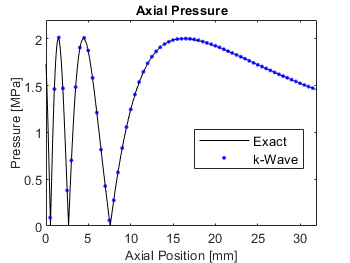 Axial Pressure
2
1.5
1
0.5
0
Pressure [MPa]
Exact
k-Wave
0 5 10 15 20 25 30
Axial Position [mm]